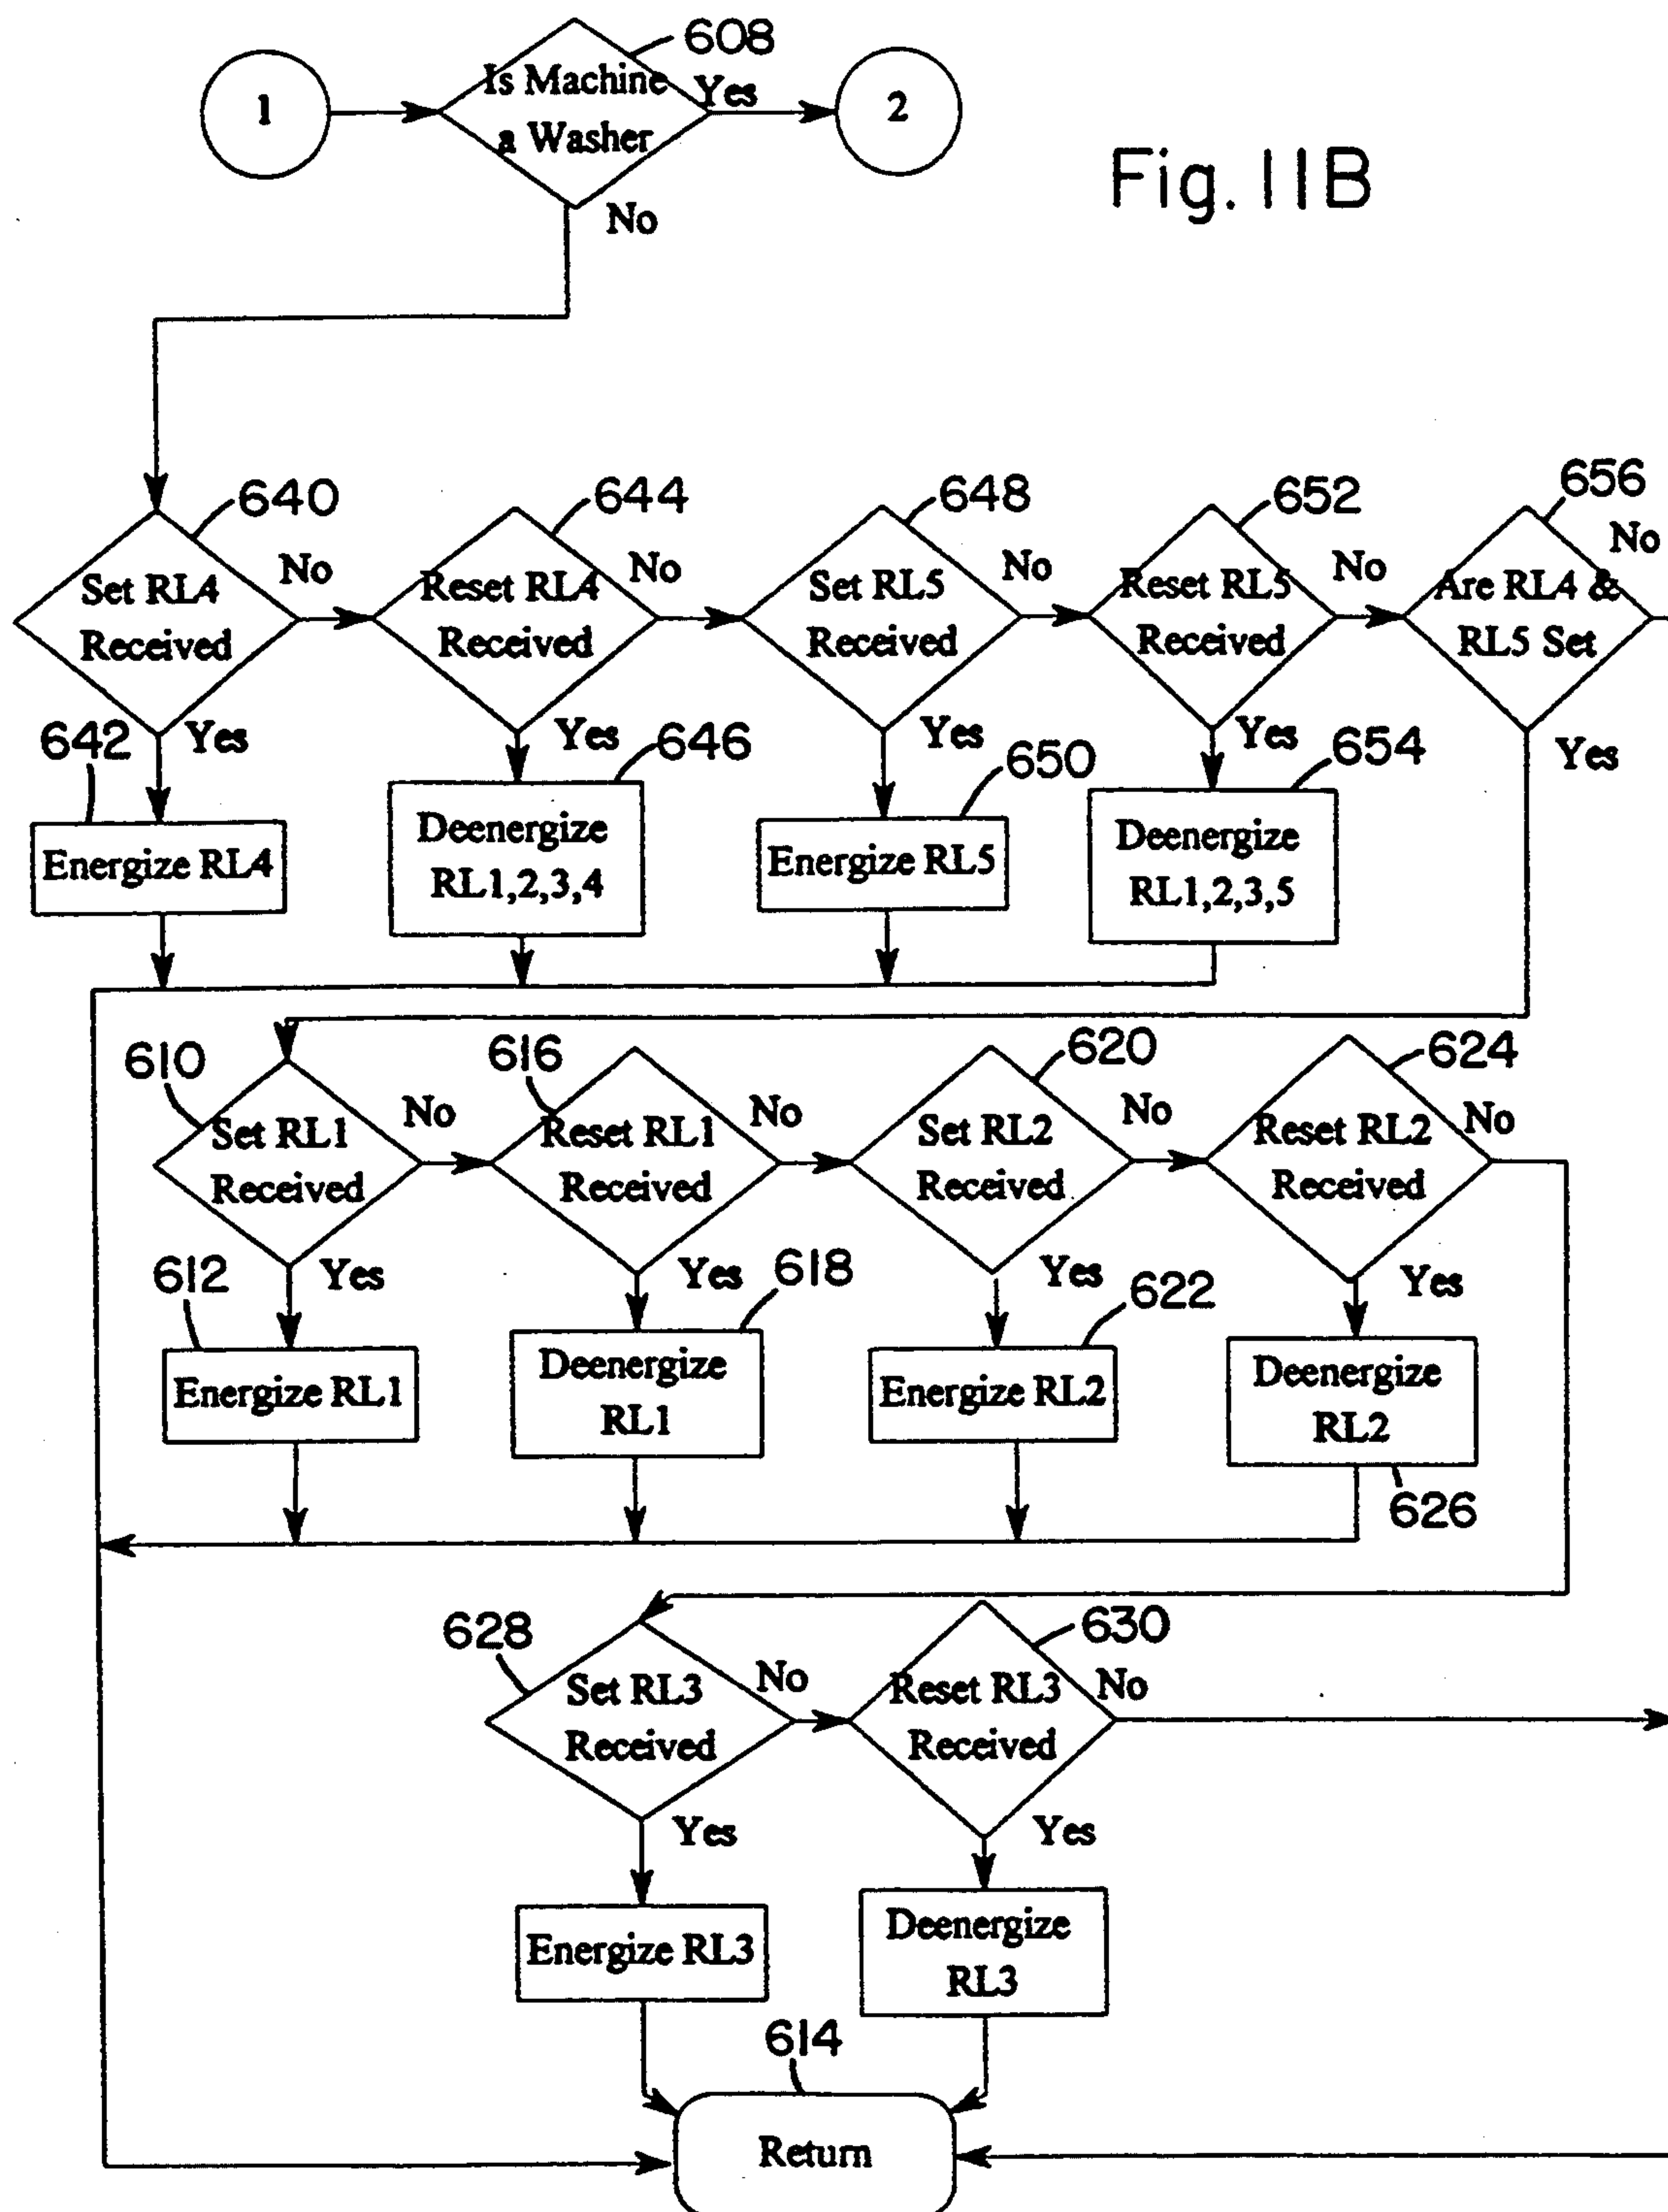 608
1
Is Machine
a Washer
Yes
2
Fig. 11B
No
640
644
648
652
656
Set RL4
Received
No
Reset RL4
Received
No
Set RL5
Received
No
Reset RL5
Received
No
Are RL4 &
RL5 Set
No
642
Yes
Yes
646
Yes
650
Yes
654
Yes
Energize RL4
Deenergize
RL1,2,3,4
Energize RL5
Deenergize
RL1,2,3,5
610
616
620
624
Set RL1
Received
No
Reset RL1
Received
No
Set RL2
Received
No
Reset RL2
Received
No
612
Yes
Yes
618
Yes
622
Yes
Energize RL1
Deenergize
RL1
Energize RL2
Deenergize
RL2
626
628
630
Set RL3
Received
No
Reset RL3
Received
No
Yes
Yes
Energize RL3
Deenergize
RL3
614
Return